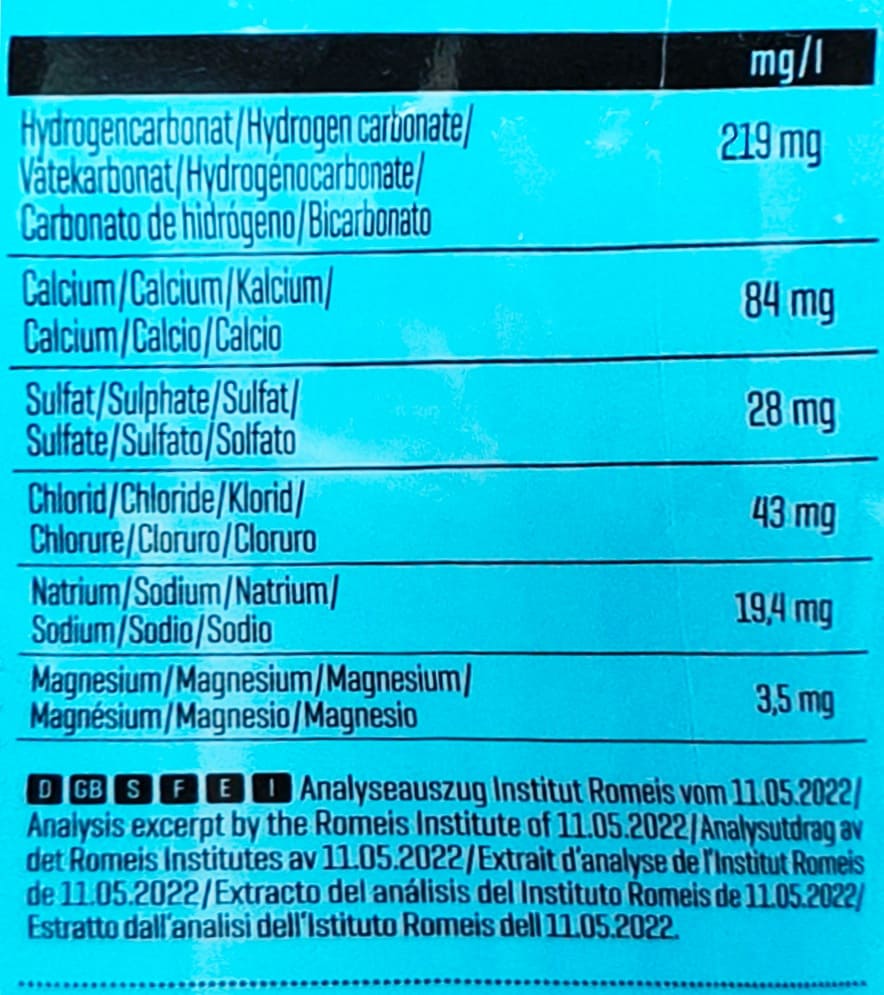 mg/l
Hydrogencarbonat/Hydrogen carbonate/ 219 mg
Vätekarbonat/Hydrogénocarbonate/
Carbonato de hidrógeno/Bicarbonato
Calcium/Calcium/Kalcium/ 84 mg
Calcium/Calcio/Calcio
Sulfat/Sulphate/Sulfat/ 28 mg
Sulfate/Sulfato/Solfato
Chlorid/Chloride/Klorid/ 43 mg
Chlorure/Cloruro/Cloruro
Natrium/Sodium/Natrium/ 19,4 mg
Sodium/Sodio/Sodio
Magnesium/Magnesium/Magnesium/ 3,5 mg
Magnésium/Magnesio/Magnesio
D GB S F E I Analyseauszug Institut Romeis vom 11.05.2022/
Analysis excerpt by the Romeis Institute of 11.05.2022/Analysutdrag av
det Romeis Institutes av 11.05.2022/Extrait d'analyse de l'Institut Romeis
de 11.05.2022/Extracto del análisis del Instituto Romeis de 11.05.2022/
Estratto dall'analisi dell'Istituto Romeis dell 11.05.2022.